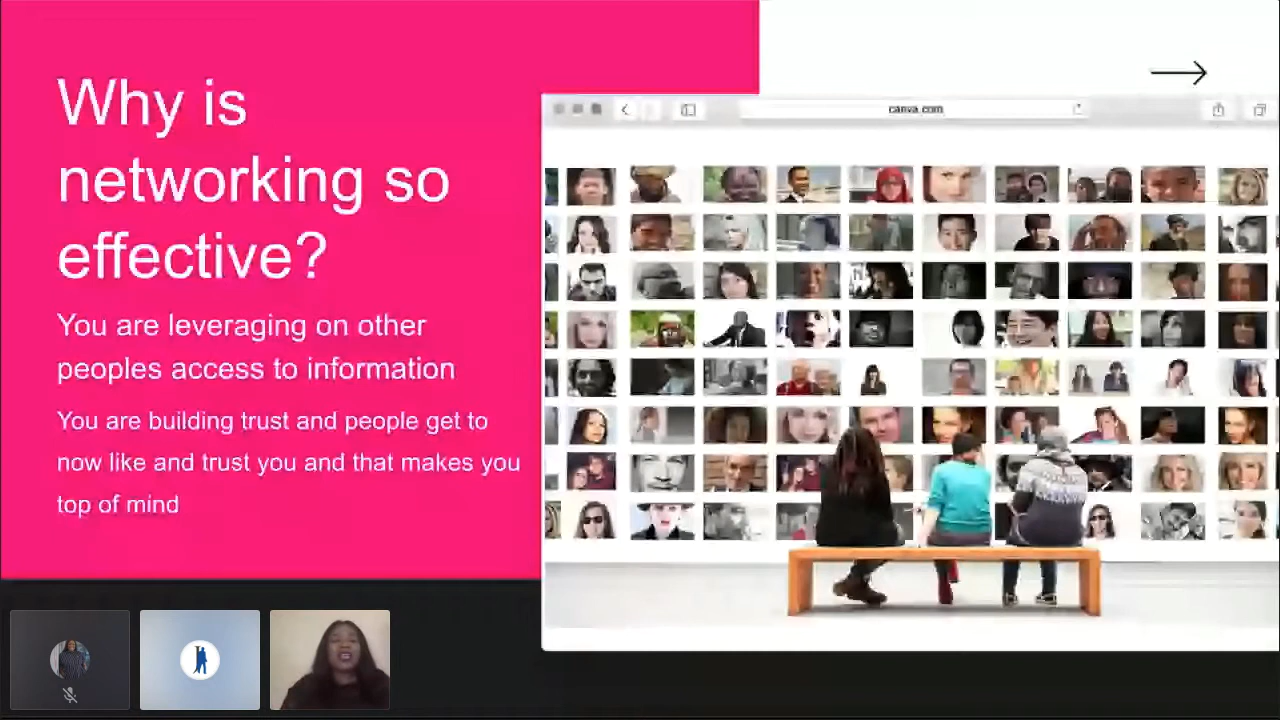 Why is
networking so
effective?
You are leveraging on other
peoples access to information
You are building trust and people get to
now like and trust you and that makes you
top of mind
canva.com